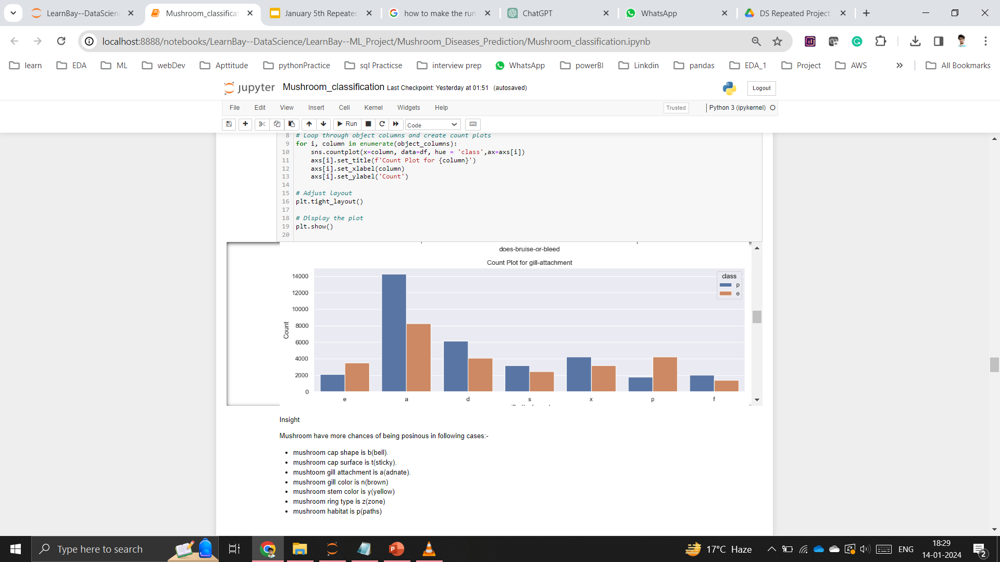 LearnBay--DataScien
Mushroom_classificat
January 5th Repeated
how to make the run
ChatGPT
WhatsApp
DS Repeated Project
localhost:8888/notebooks/LearnBay--DataScience/LearnBay--ML_Project/Mushroom_Diseases_Prediction/Mushroom_classification.ipynb
learn EDA ML webDev Apttitude pythonPractice sql Practicse interview prep WhatsApp powerBI Linkdin pandas EDA_1 Project AWS All Bookmarks
jupyter Mushroom_classification Last Checkpoint: Yesterday at 01:51 (autosaved) Logout
File Edit View Insert Cell Kernel Widgets Help Trusted Python 3 (ipykernel)
Run Code
8 # Loop through object columns and create count plots
9 for i, column in enumerate(object_columns):
10 sns.countplot(x=column, data=df, hue = 'class',ax=axs[i])
11 axs[i].set_title(f'Count Plot for {column}')
12 axs[i].set_xlabel(column)
13 axs[i].set_ylabel('Count')
14
15 # Adjust layout
16 plt.tight_layout()
17
18 # Display the plot
19 plt.show()
20
does-bruise-or-bleed
Count Plot for gill-attachment
class
p
e
14000
12000
10000
8000
6000
4000
2000
0
Count
e a d s x p f
Insight
Mushroom have more chances of being posinous in following cases:-
• mushroom cap shape is b(bell).
• mushroom cap surface is t(sticky).
• mushtoom gill attachment is a(adnate).
• mushroom gill color is n(brown)
• mushroom stem color is y(yellow)
• mushroom ring type is z(zone)
• mushroom habitat is p(paths)
Type here to search
17°C Haze
ENG
18:29
14-01-2024
2